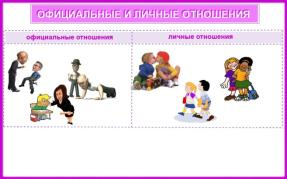 ОФИЦИАЛЬНЫЕ И ЛИЧНЫЕ ОТНОШЕНИЯ
официальные отношения
личные отношения